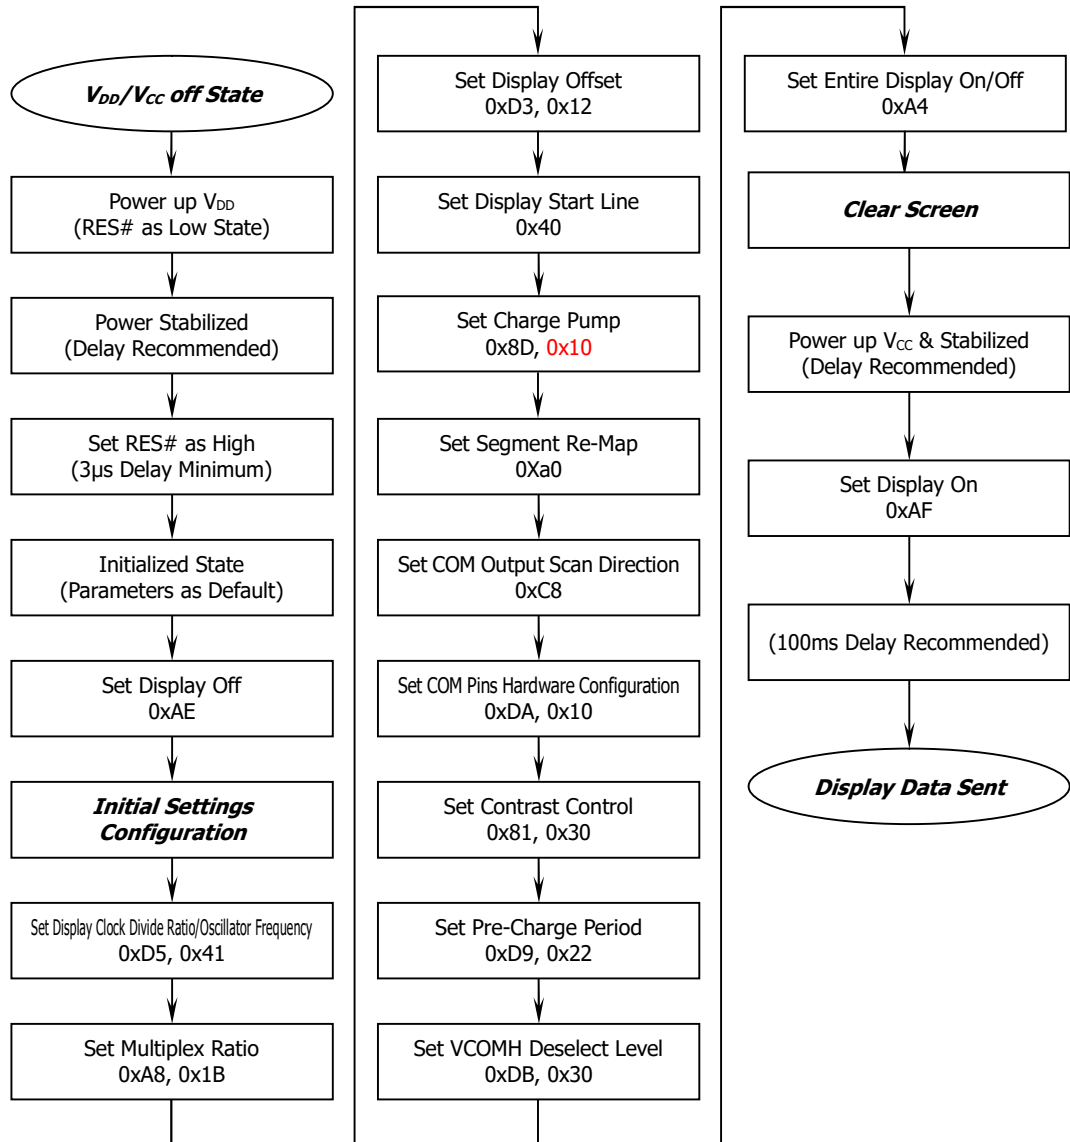 V_DD/V_CC off State
Power up V_DD
(RES# as Low State)
Power Stabilized
(Delay Recommended)
Set RES# as High
(3μs Delay Minimum)
Initialized State
(Parameters as Default)
Set Display Off
0xAE
Initial Settings
Configuration
Set Display Clock Divide Ratio/Oscillator Frequency
0xD5, 0x41
Set Multiplex Ratio
0xA8, 0x1B
Set Display Offset
0xD3, 0x12
Set Display Start Line
0x40
Set Charge Pump
0x8D, 0x10
Set Segment Re-Map
0Xa0
Set COM Output Scan Direction
0xC8
Set COM Pins Hardware Configuration
0xDA, 0x10
Set Contrast Control
0x81, 0x30
Set Pre-Charge Period
0xD9, 0x22
Set VCOMH Deselect Level
0xDB, 0x30
Set Entire Display On/Off
0xA4
Clear Screen
Power up V_CC & Stabilized
(Delay Recommended)
Set Display On
0xAF
(100ms Delay Recommended)
Display Data Sent